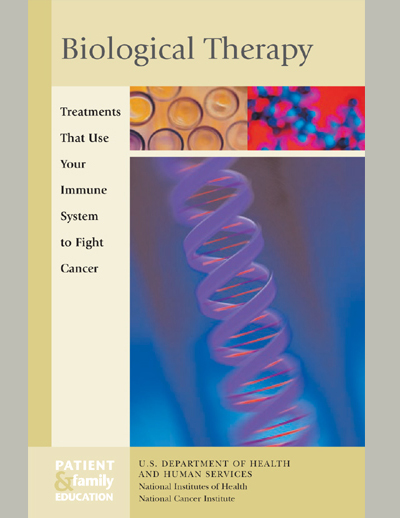 Biological Therapy
Treatments
That Use
Your
Immune
System
to Fight
Cancer
PATIENT
&family
EDUCATION
U.S. DEPARTMENT OF HEALTH
AND HUMAN SERVICES
National Institutes of Health
National Cancer Institute